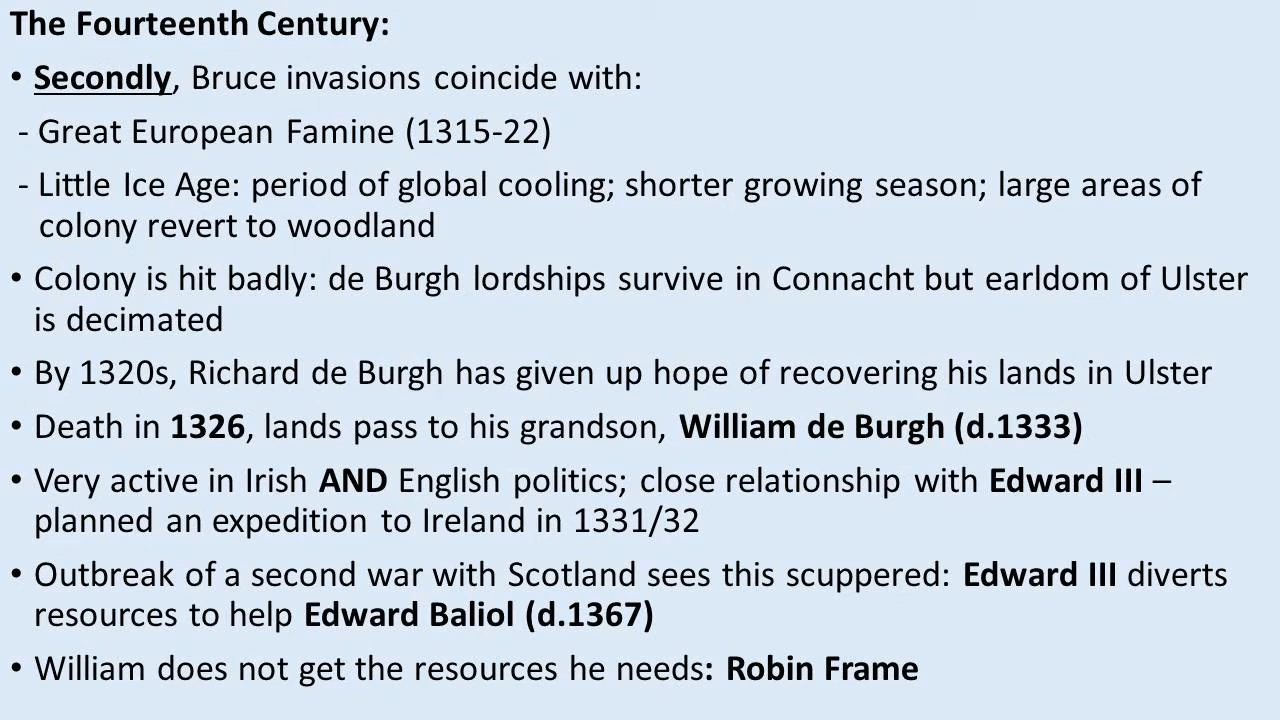 The Fourteenth Century:
• Secondly, Bruce invasions coincide with:
- Great European Famine (1315-22)
- Little Ice Age: period of global cooling; shorter growing season; large areas of
colony revert to woodland
• Colony is hit badly: de Burgh lordships survive in Connacht but earldom of Ulster
is decimated
• By 1320s, Richard de Burgh has given up hope of recovering his lands in Ulster
• Death in 1326, lands pass to his grandson, William de Burgh (d.1333)
• Very active in Irish AND English politics; close relationship with Edward III –
planned an expedition to Ireland in 1331/32
• Outbreak of a second war with Scotland sees this scuppered: Edward III diverts
resources to help Edward Baliol (d.1367)
• William does not get the resources he needs: Robin Frame